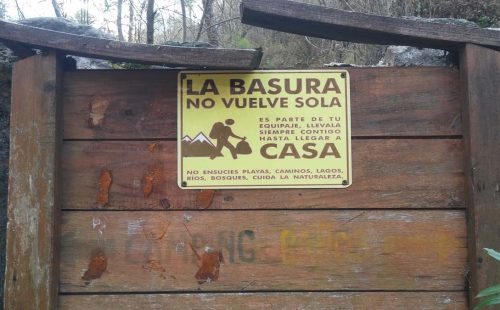 LA BASURA
NO VUELVE SOLA
ES PARTE DE TU
EQUIPAJE, LLEVALA
SIEMPRE CONTIGO
HASTA LLEGAR A
CASA
NO ENSUCIES PLAYAS, CAMINOS, LAGOS,
RIOS, BOSQUES, CUIDA LA NATURALEZA.
CAMPING